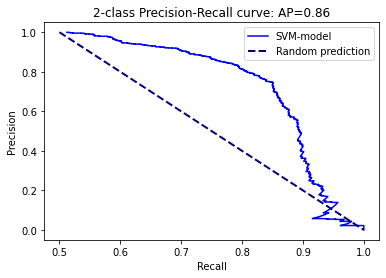 2-class Precision-Recall curve: AP=0.86
SVM-model
Random prediction
Precision
1.0
0.8
0.6
0.4
0.2
0.0
0.5
0.6
0.7
0.8
0.9
1.0
Recall